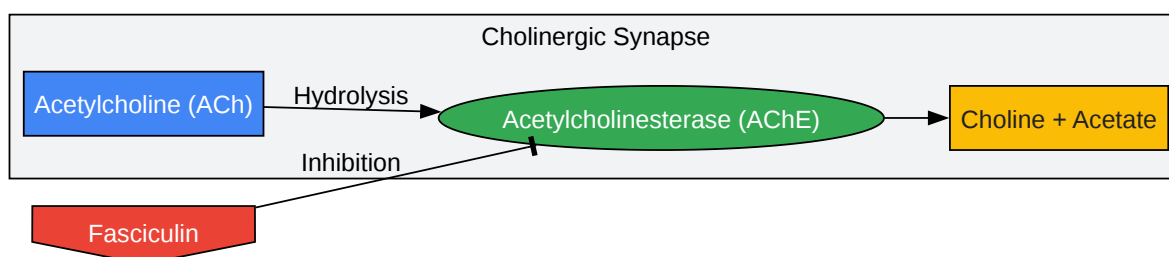 Cholinergic Synapse
Acetylcholine (ACh)
Hydrolysis
Acetylcholinesterase (AChE)
Choline + Acetate
Inhibition
Fasciculin